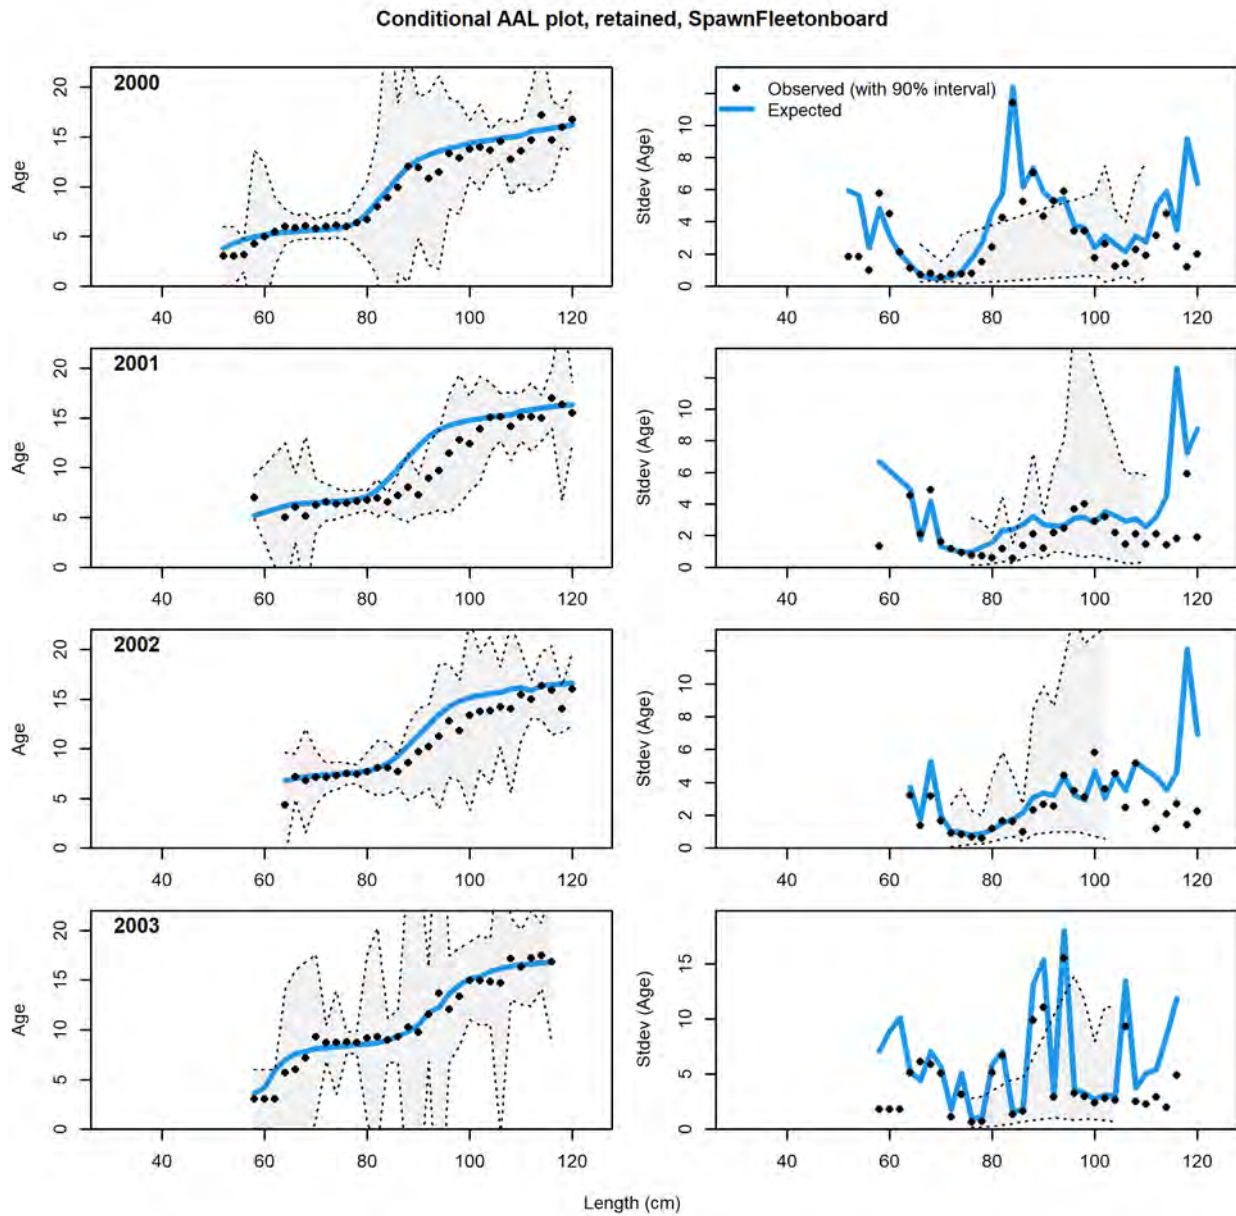 Conditional AAL plot, retained, SpawnFleetonboard
2000
Age
20
15
10
5
0
40 60 80 100 120
Observed (with 90% interval)
Expected
Stdev (Age)
10
8
6
4
2
0
40 60 80 100 120
2001
Age
20
15
10
5
0
40 60 80 100 120
Stdev (Age)
10
8
6
4
2
0
40 60 80 100 120
2002
Age
20
15
10
5
0
40 60 80 100 120
Stdev (Age)
10
8
6
4
2
0
40 60 80 100 120
2003
Age
20
15
10
5
0
40 60 80 100 120
Stdev (Age)
15
10
5
0
40 60 80 100 120
Length (cm)